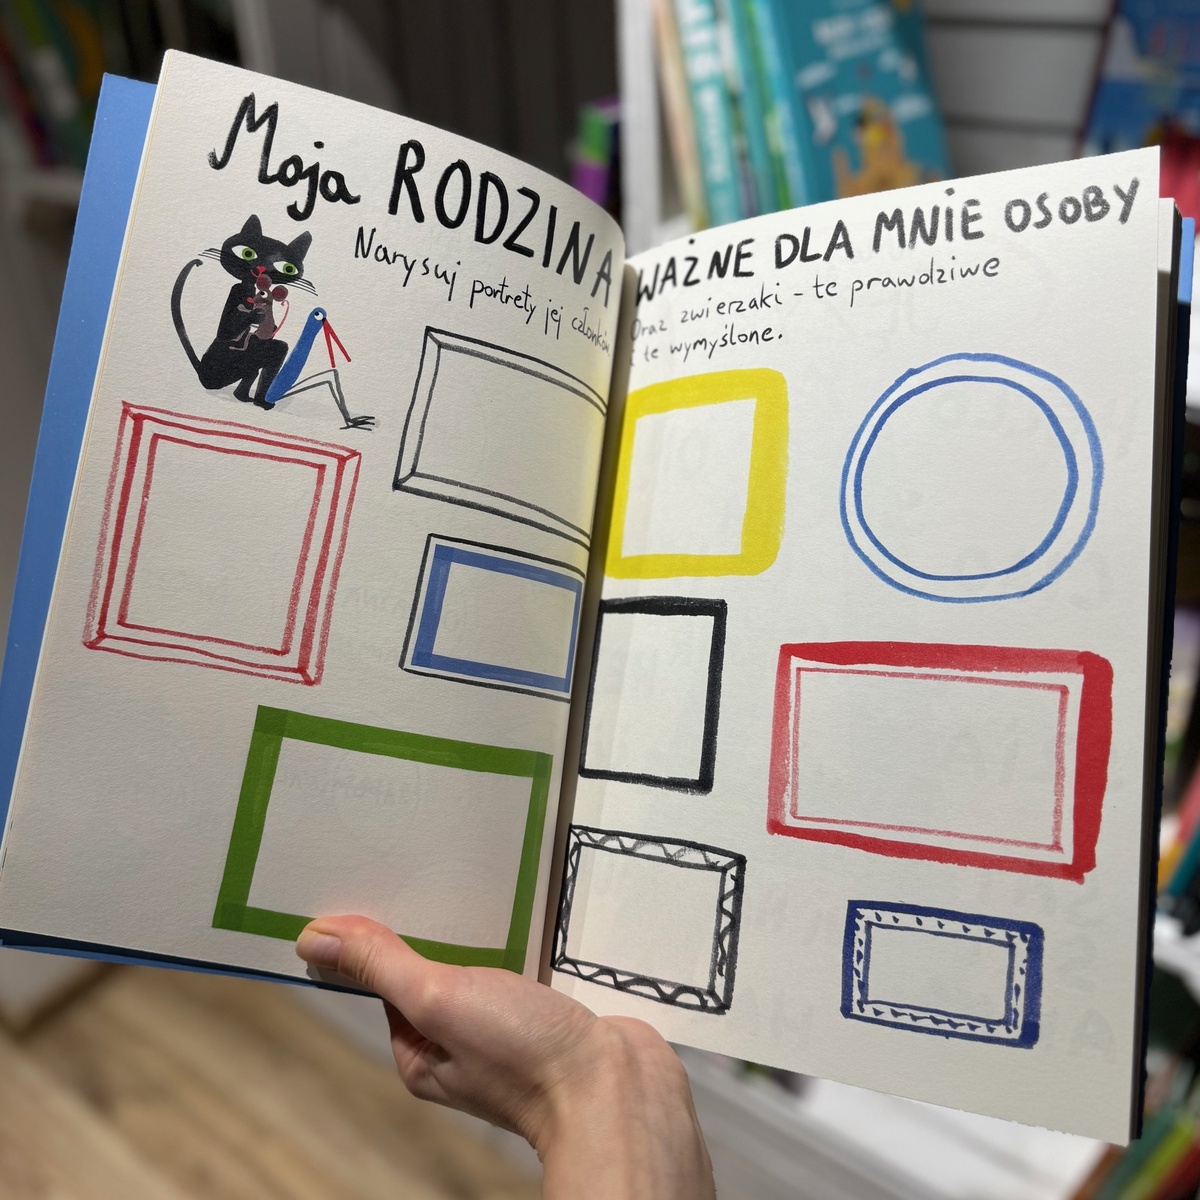 Moja RODZINA
Narysuj portrety jej członków
WAŻNE DLA MNiE OSOBY
Oraz zwierzaki - te prawdziwe
i te wymyślone.